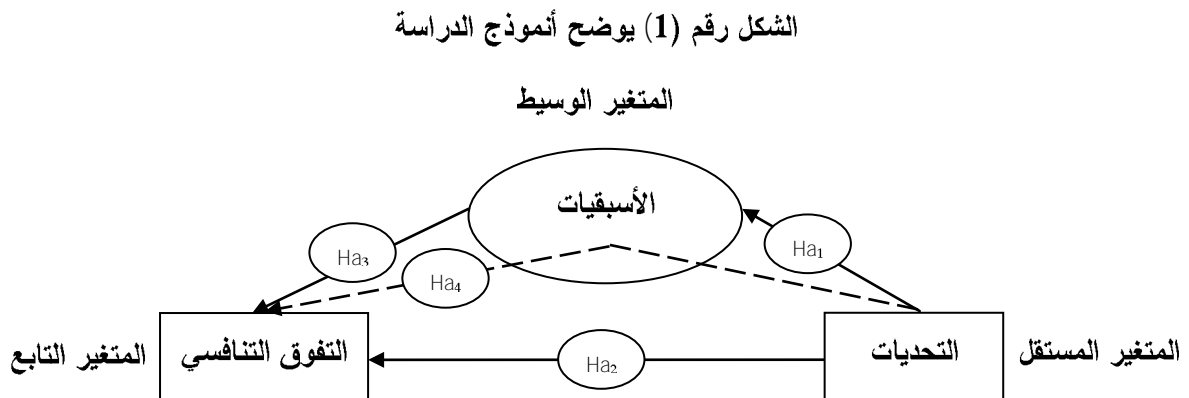 الشكل رقم (1) يوضح أنموذج الدراسة
المتغير الوسيط
الأسبقيات
Ha₁
Ha₃
Ha₄
المتغير المستقل
التحديات
Ha₂
التفوق التنافسي
المتغير التابع